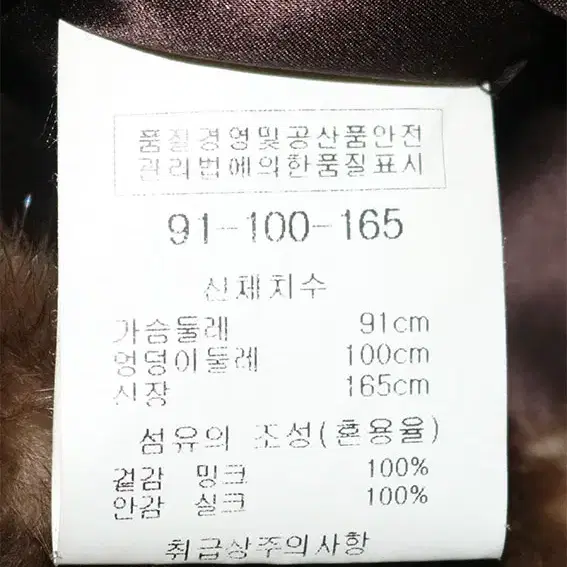 품질경영및공산품안전
관리법에의한품질표시
91-100-165
신체치수
가슴둘레 91cm
엉덩이둘레 100cm
신장 165cm
섬유의 조성(혼용율)
겉감 밍크 100%
안감 실크 100%
취급상주의사항